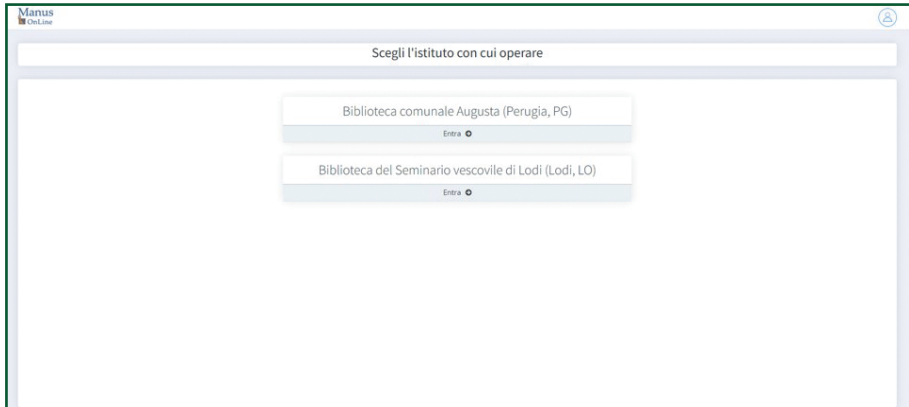 Manus
OnLine
Scegli l'istituto con cui operare
Biblioteca comunale Augusta (Perugia, PG)
Entra
Biblioteca del Seminario vescovile di Lodi (Lodi, LO)
Entra